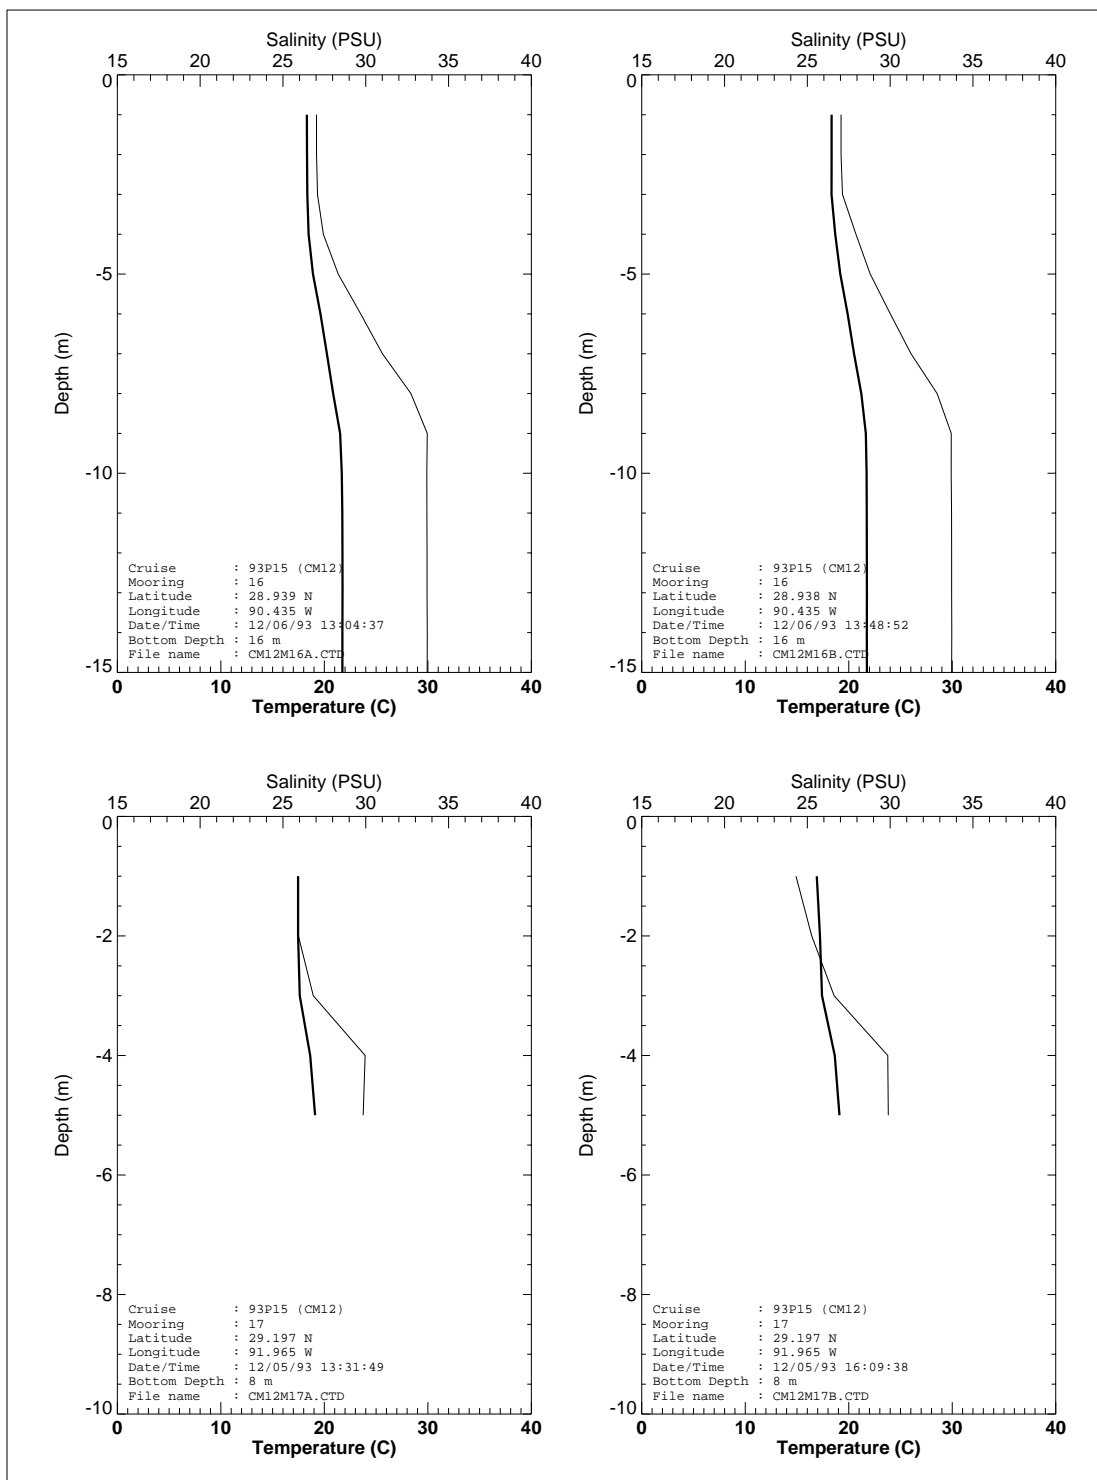 Salinity (PSU)
15 20 25 30 35 40
0
-5
-10
-15
Depth (m)
Cruise : 93P15 (CM12)
Mooring : 16
Latitude : 28.939 N
Longitude : 90.435 W
Date/Time : 12/06/93 13:04:37
Bottom Depth : 16 m
File name : CM12M16A.CTD
0 10 20 30 40
Temperature (C)
Salinity (PSU)
15 20 25 30 35 40
0
-5
-10
-15
Depth (m)
Cruise : 93P15 (CM12)
Mooring : 16
Latitude : 28.938 N
Longitude : 90.435 W
Date/Time : 12/06/93 13:48:52
Bottom Depth : 16 m
File name : CM12M16B.CTD
0 10 20 30 40
Temperature (C)
Salinity (PSU)
15 20 25 30 35 40
0
-2
-4
-6
-8
-10
Depth (m)
Cruise : 93P15 (CM12)
Mooring : 17
Latitude : 29.197 N
Longitude : 91.965 W
Date/Time : 12/05/93 13:31:49
Bottom Depth : 8 m
File name : CM12M17A.CTD
0 10 20 30 40
Temperature (C)
Salinity (PSU)
15 20 25 30 35 40
0
-2
-4
-6
-8
-10
Depth (m)
Cruise : 93P15 (CM12)
Mooring : 17
Latitude : 29.197 N
Longitude : 91.965 W
Date/Time : 12/05/93 16:09:38
Bottom Depth : 8 m
File name : CM12M17B.CTD
0 10 20 30 40
Temperature (C)